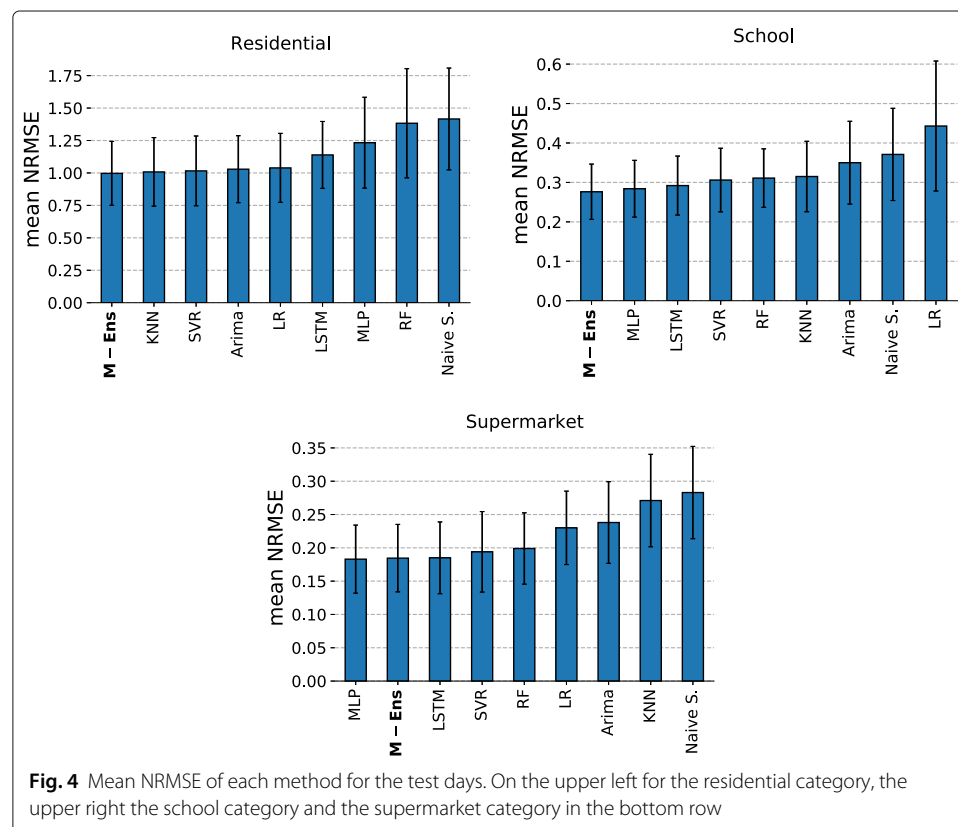 Residential
mean NRMSE
1.75
1.50
1.25
1.00
0.75
0.50
0.25
0.00
M – Ens
KNN
SVR
Arima
LR
LSTM
MLP
RF
Naive S.
School
mean NRMSE
0.6
0.5
0.4
0.3
0.2
0.1
0.0
M – Ens
MLP
LSTM
SVR
RF
KNN
Arima
Naive S.
LR
Supermarket
mean NRMSE
0.35
0.30
0.25
0.20
0.15
0.10
0.05
0.00
MLP
M – Ens
LSTM
SVR
RF
LR
Arima
KNN
Naive S.
Fig. 4 Mean NRMSE of each method for the test days. On the upper left for the residential category, the
upper right the school category and the supermarket category in the bottom row